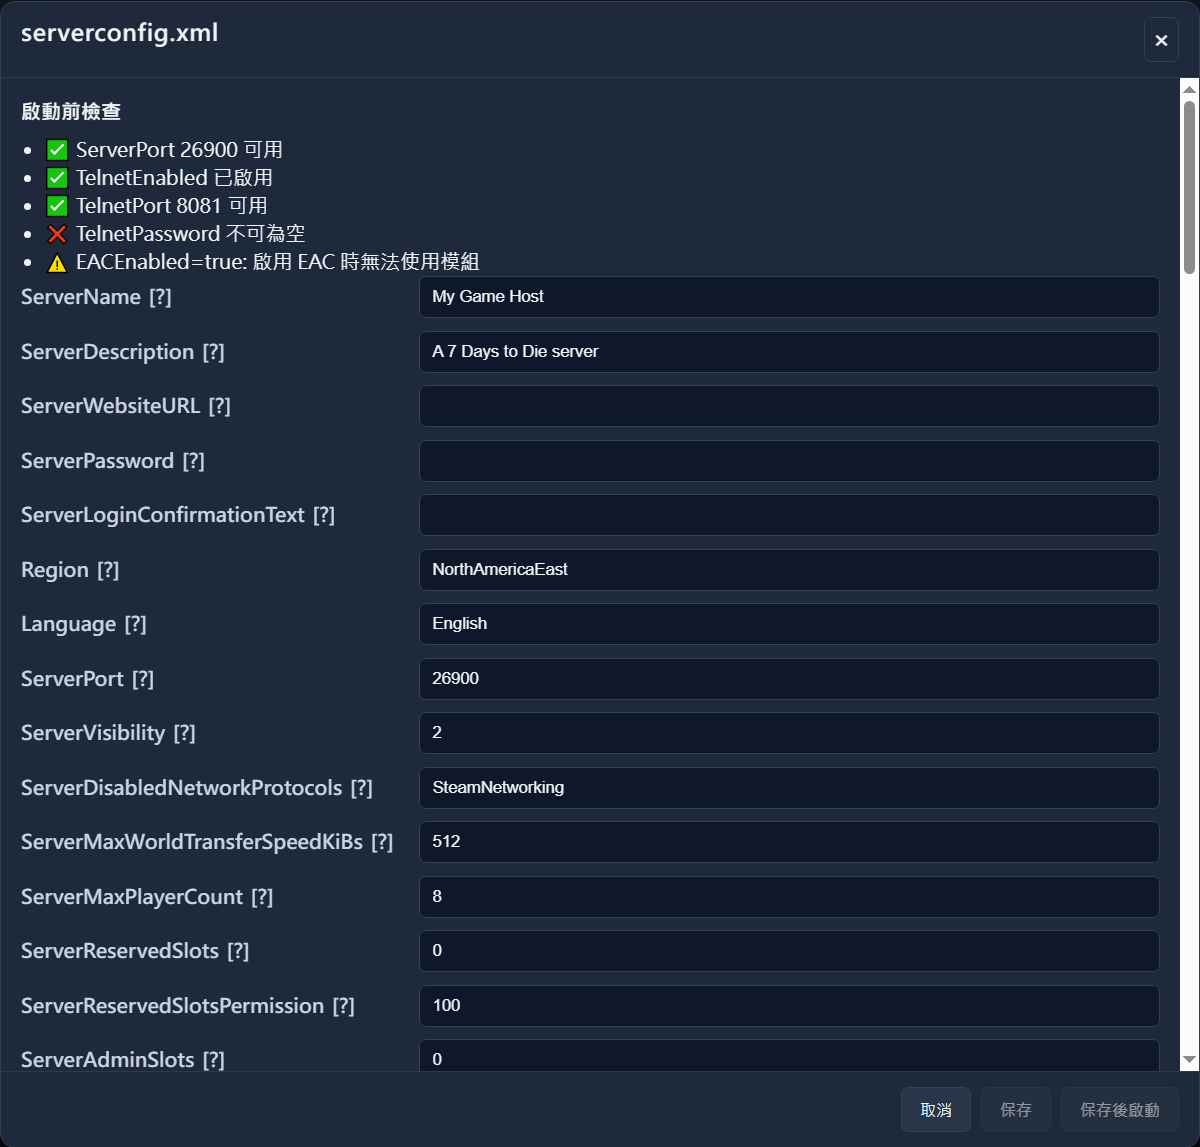 serverconfig.xml
×
啟動前檢查
• ✅ ServerPort 26900 可用
• ✅ TelnetEnabled 已啟用
• ✅ TelnetPort 8081 可用
• ❌ TelnetPassword 不可為空
• ⚠️ EACEnabled=true: 啟用 EAC 時無法使用模組
ServerName [?] My Game Host
ServerDescription [?] A 7 Days to Die server
ServerWebsiteURL [?]
ServerPassword [?]
ServerLoginConfirmationText [?]
Region [?] NorthAmericaEast
Language [?] English
ServerPort [?] 26900
ServerVisibility [?] 2
ServerDisabledNetworkProtocols [?] SteamNetworking
ServerMaxWorldTransferSpeedKiBs [?] 512
ServerMaxPlayerCount [?] 8
ServerReservedSlots [?] 0
ServerReservedSlotsPermission [?] 100
ServerAdminSlots [?] 0
取消 保存 保存後啟動